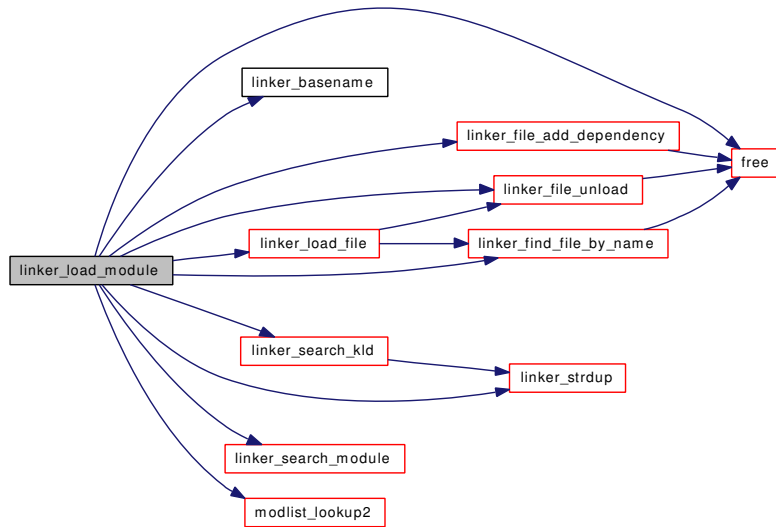 linker_basename
linker_file_add_dependency
free
linker_file_unload
linker_load_file
linker_find_file_by_name
linker_load_module
linker_search_kld
linker_strdup
linker_search_module
modlist_lookup2